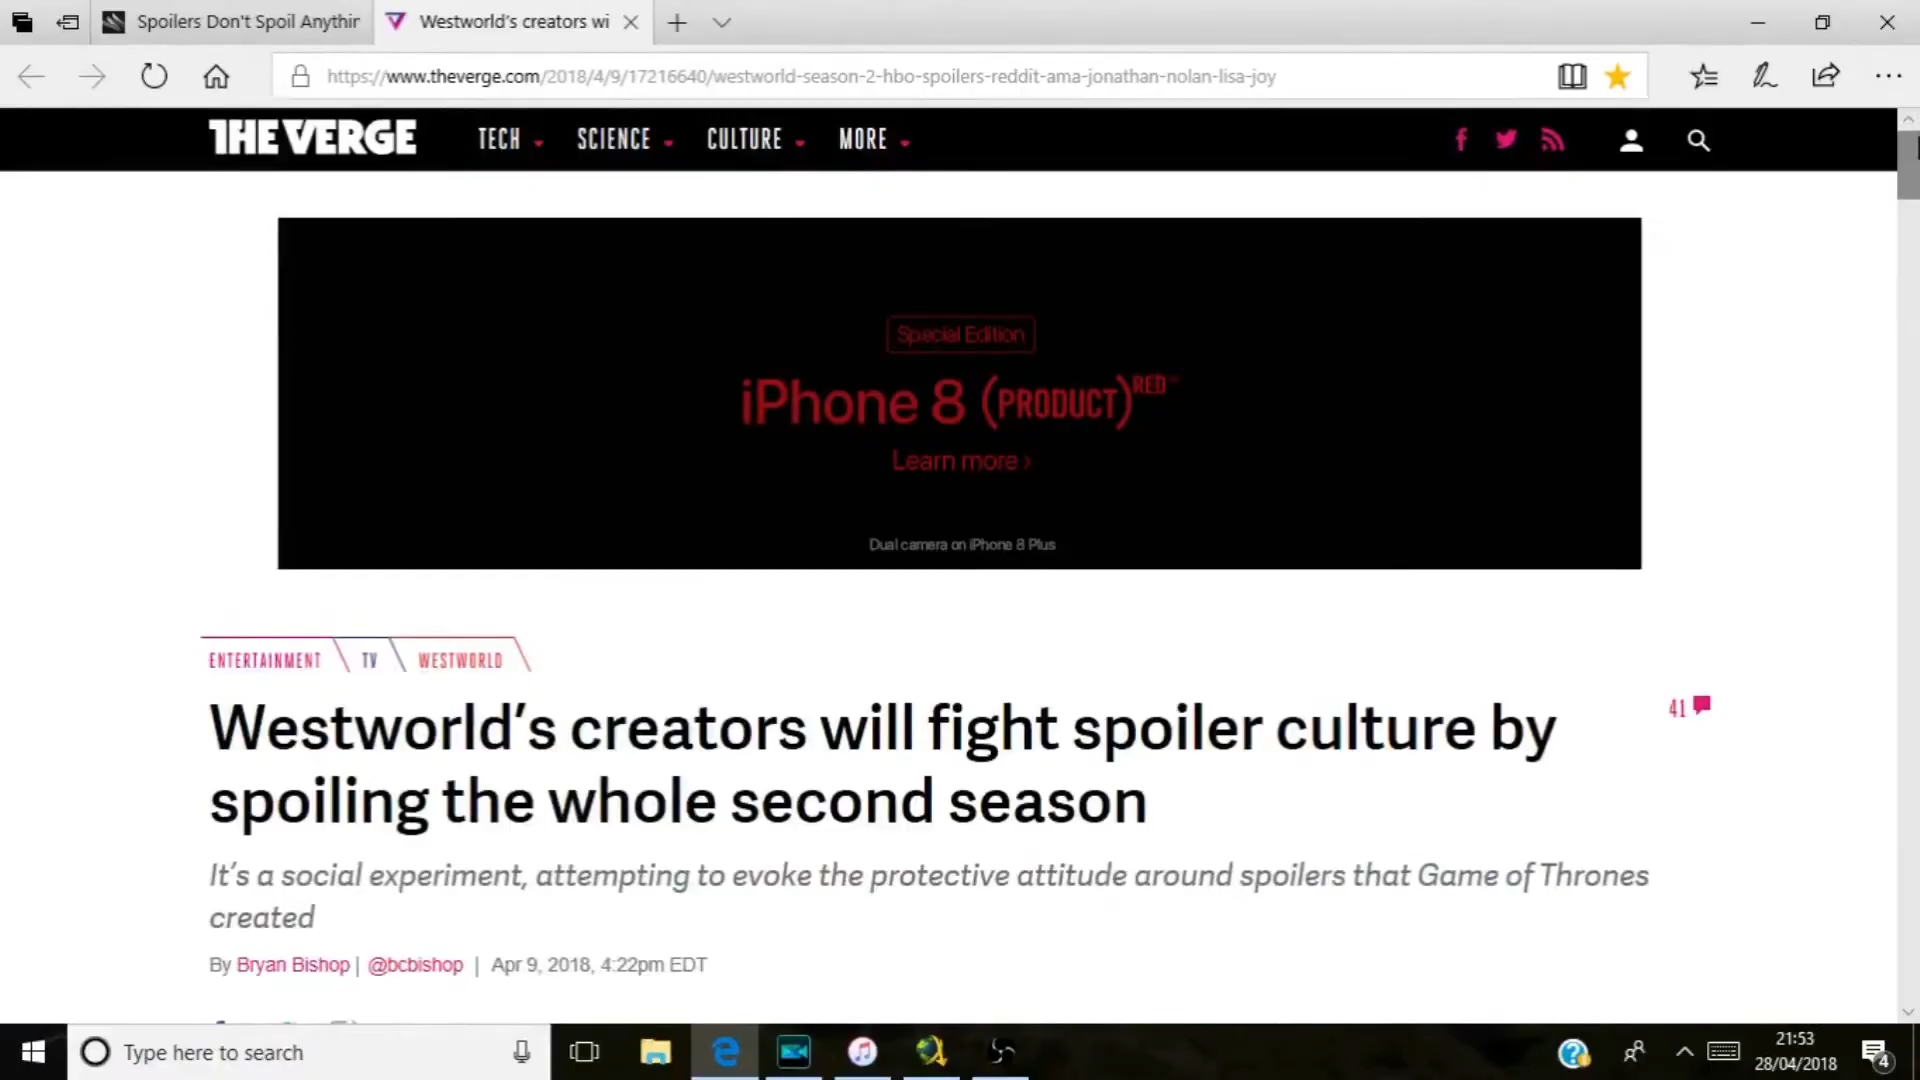 Spoilers Don't Spoil Anythin
Westworld's creators wi
https://www.theverge.com/2018/4/9/17216640/westworld-season-2-hbo-spoilers-reddit-ama-jonathan-nolan-lisa-joy
THE VERGE TECH SCIENCE CULTURE MORE
Special Edition
iPhone 8 (PRODUCT)RED™
Learn more ›
Dual camera on iPhone 8 Plus
ENTERTAINMENT TV WESTWORLD
Westworld's creators will fight spoiler culture by
spoiling the whole second season
41
It's a social experiment, attempting to evoke the protective attitude around spoilers that Game of Thrones
created
By Bryan Bishop | @bcbishop | Apr 9, 2018, 4:22pm EDT
Type here to search
21:53
28/04/2018
4